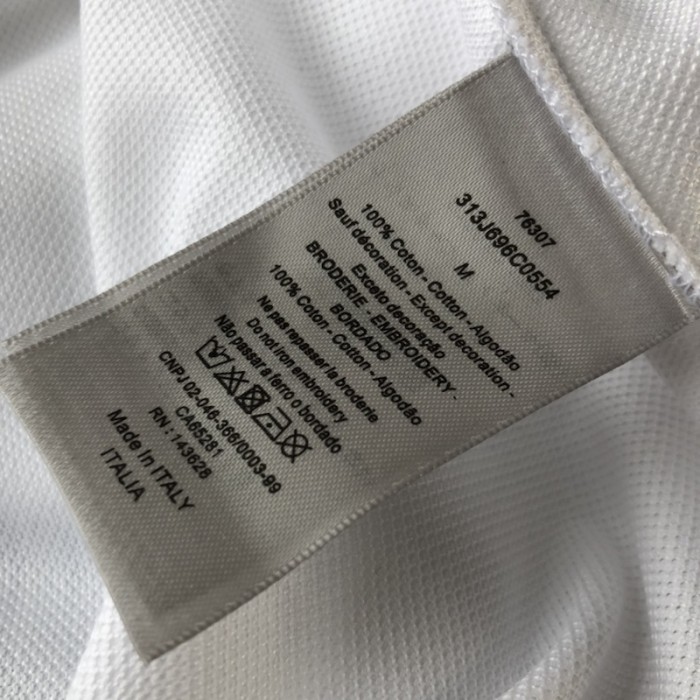 76307
313J696C0554
M
100% Coton - Cotton - Algodão
Sauf décoration - Except decoration -
Exceto decoração
BRODERIE - EMBROIDERY -
BORDADO
100% Coton - Cotton - Algodão
Ne pas repasser la broderie
Do not iron embroidery
Não passar a ferro o bordado
CNPJ 02-046-366/0003-99
CA65281
RN : 143628
Made In ITALY
ITALIA